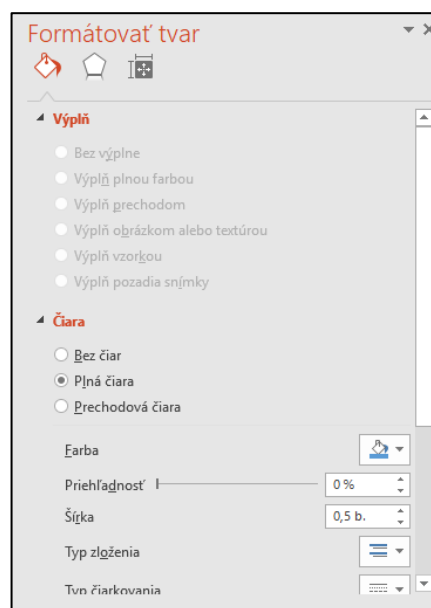 Formátovať tvar
Výplň
Bez výplne
Výplň plnou farbou
Výplň prechodom
Výplň obrázkom alebo textúrou
Výplň vzorkou
Výplň pozadia snímky
Čiara
Bez čiar
Plná čiara
Prechodová čiara
Farba
Priehľadnosť 0 %
Šírka 0,5 b.
Typ zloženia
Typ čiarkovania